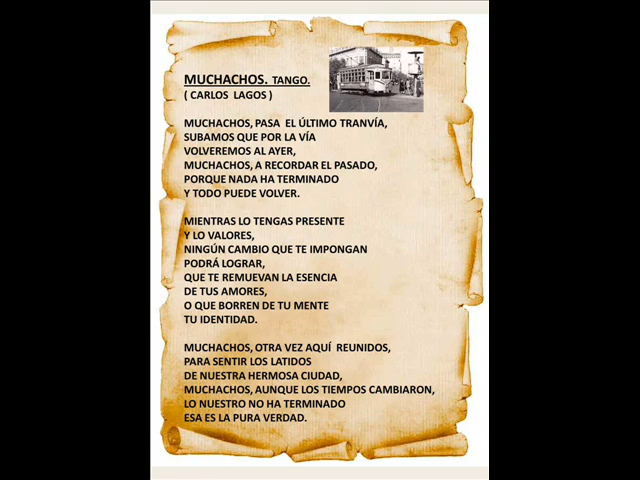 MUCHACHOS. TANGO.
( CARLOS LAGOS )
MUCHACHOS, PASA EL ÚLTIMO TRANVÍA,
SUBAMOS QUE POR LA VÍA
VOLVEREMOS AL AYER,
MUCHACHOS, A RECORDAR EL PASADO,
PORQUE NADA HA TERMINADO
Y TODO PUEDE VOLVER.
MIENTRAS LO TENGAS PRESENTE
Y LO VALORES,
NINGÚN CAMBIO QUE TE IMPONGAN
PODRÁ LOGRAR,
QUE TE REMUEVAN LA ESENCIA
DE TUS AMORES,
O QUE BORREN DE TU MENTE
TU IDENTIDAD.
MUCHACHOS, OTRA VEZ AQUÍ REUNIDOS,
PARA SENTIR LOS LATIDOS
DE NUESTRA HERMOSA CIUDAD,
MUCHACHOS, AUNQUE LOS TIEMPOS CAMBIARON,
LO NUESTRO NO HA TERMINADO
ESA ES LA PURA VERDAD.